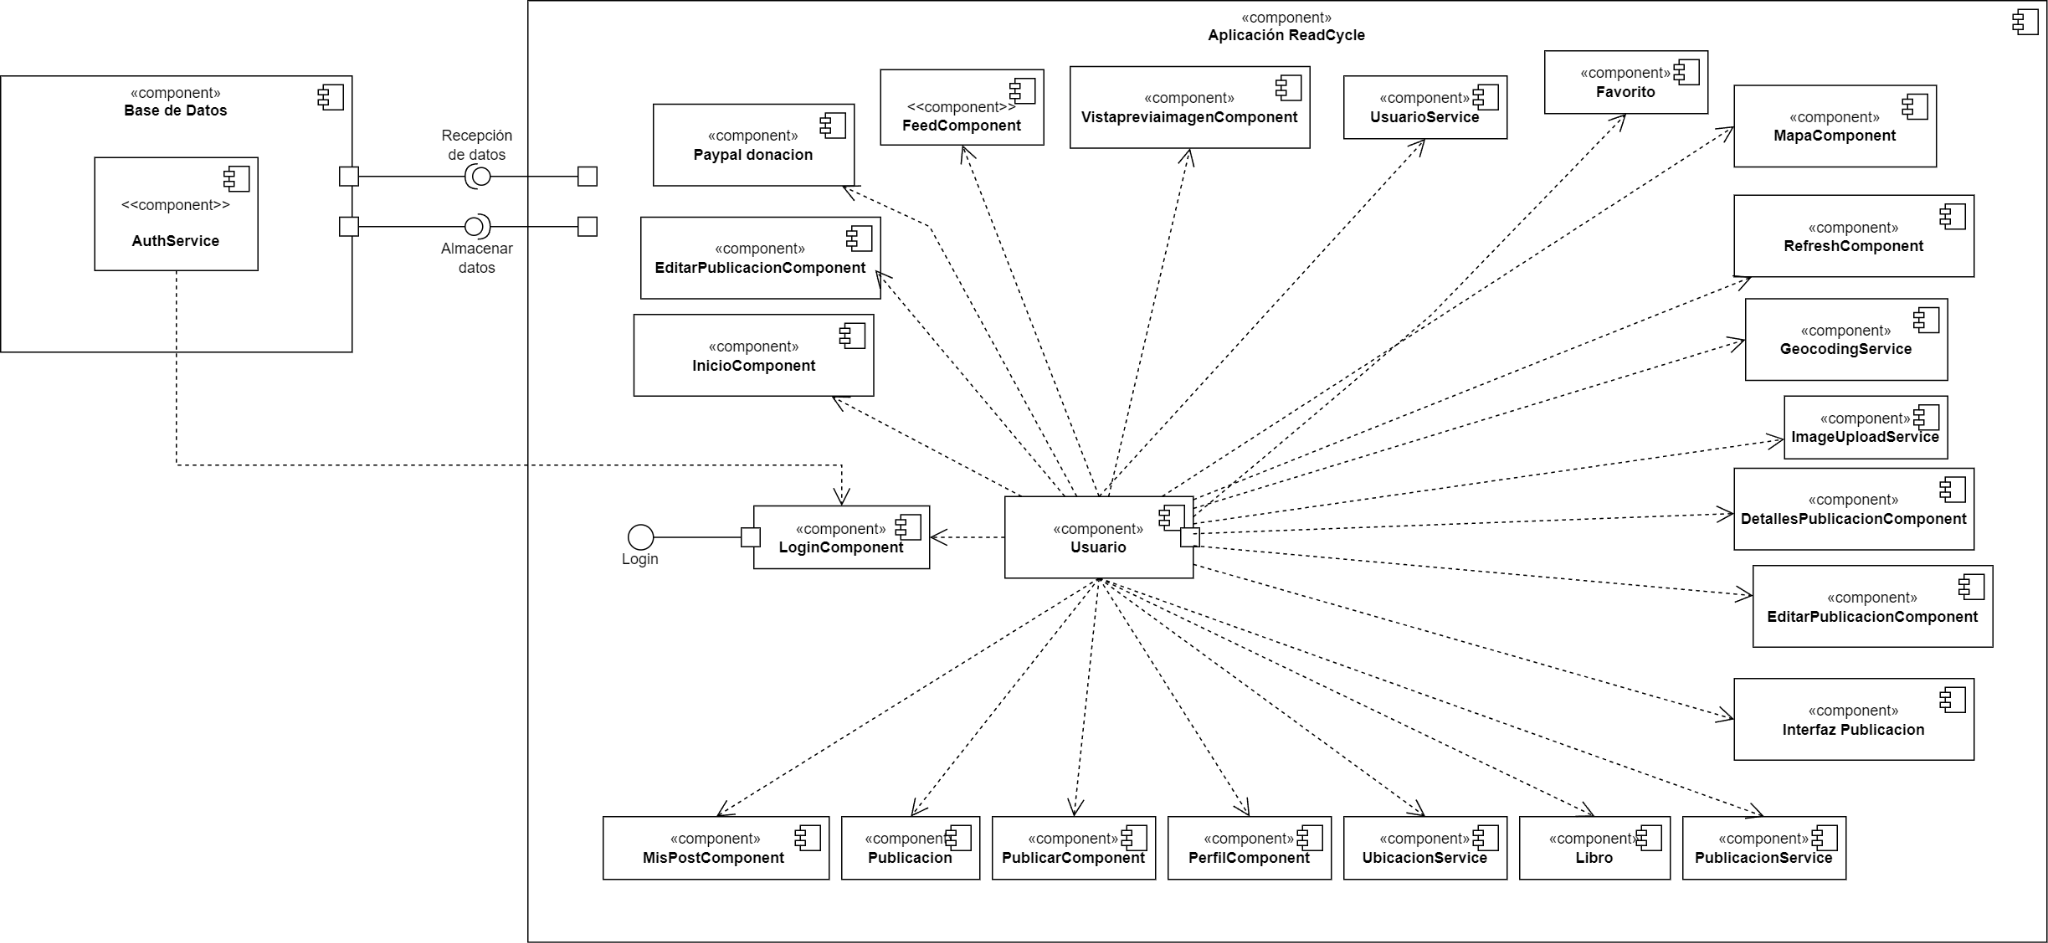 «component»
Aplicación ReadCycle
«component»
Base de Datos
<<component>>
AuthService
Recepción
de datos
Almacenar
datos
«component»
Paypal donacion
<<component>>
FeedComponent
«component»
VistapreviaimagenComponent
«component»
UsuarioService
«component»
Favorito
«component»
MapaComponent
«component»
EditarPublicacionComponent
«component»
RefreshComponent
«component»
InicioComponent
«component»
GeocodingService
«component»
ImageUploadService
«component»
DetallesPublicacionComponent
Login
«component»
LoginComponent
«component»
Usuario
«component»
EditarPublicacionComponent
«component»
Interfaz Publicacion
«component»
MisPostComponent
«component»
Publicacion
«component»
PublicarComponent
«component»
PerfilComponent
«component»
UbicacionService
«component»
Libro
«component»
PublicacionService